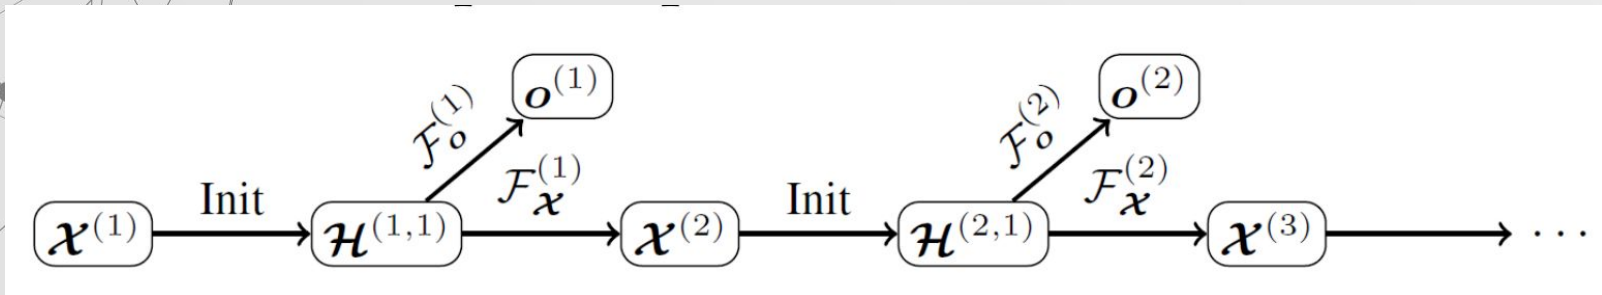 𝒐^(1) 𝒐^(2)
ℱ_𝒐^(1) ℱ_𝒐^(2)
Init ℱ_𝓧^(1) Init ℱ_𝓧^(2)
𝓧^(1) 𝓗^(1,1) 𝓧^(2) 𝓗^(2,1) 𝓧^(3) ···